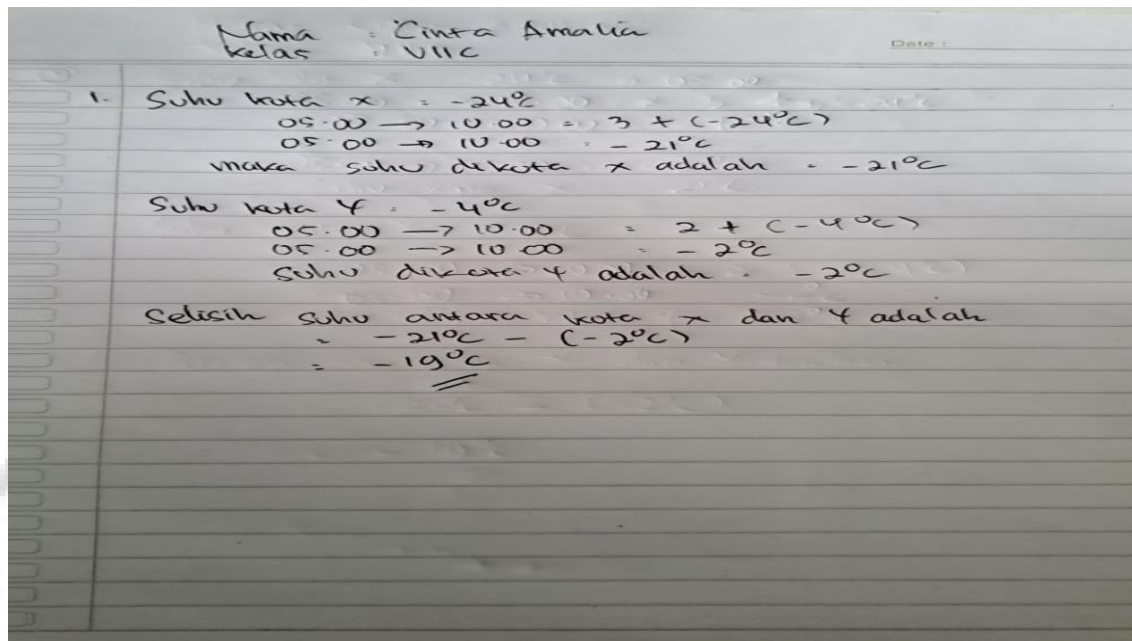 Nama : Cinta Amalia
Kelas : VIIC
Date :
1. Suhu kota x = -24°C
05.00 → 10.00 = 3 + (-24°C)
05.00 → 10.00 = -21°C
maka suhu dikota x adalah = -21°C
Suhu kota Y = -4°C
05.00 → 10.00 = 2 + (-4°C)
05.00 → 10.00 = -2°C
Suhu dikota Y adalah = -2°C
Selisih suhu antara kota x dan Y adalah
= -21°C - (-2°C)
= -19°C